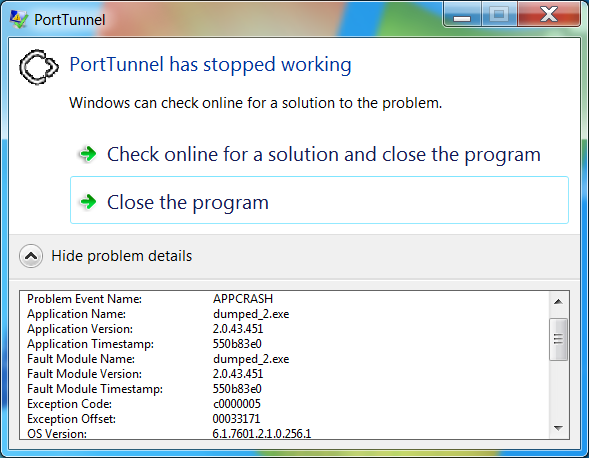 PortTunnel
PortTunnel has stopped working
Windows can check online for a solution to the problem.
Check online for a solution and close the program
Close the program
Hide problem details
Problem Event Name: APPCRASH
Application Name: dumped_2.exe
Application Version: 2.0.43.451
Application Timestamp: 550b83e0
Fault Module Name: dumped_2.exe
Fault Module Version: 2.0.43.451
Fault Module Timestamp: 550b83e0
Exception Code: c0000005
Exception Offset: 00033171
OS Version: 6.1.7601.2.1.0.256.1